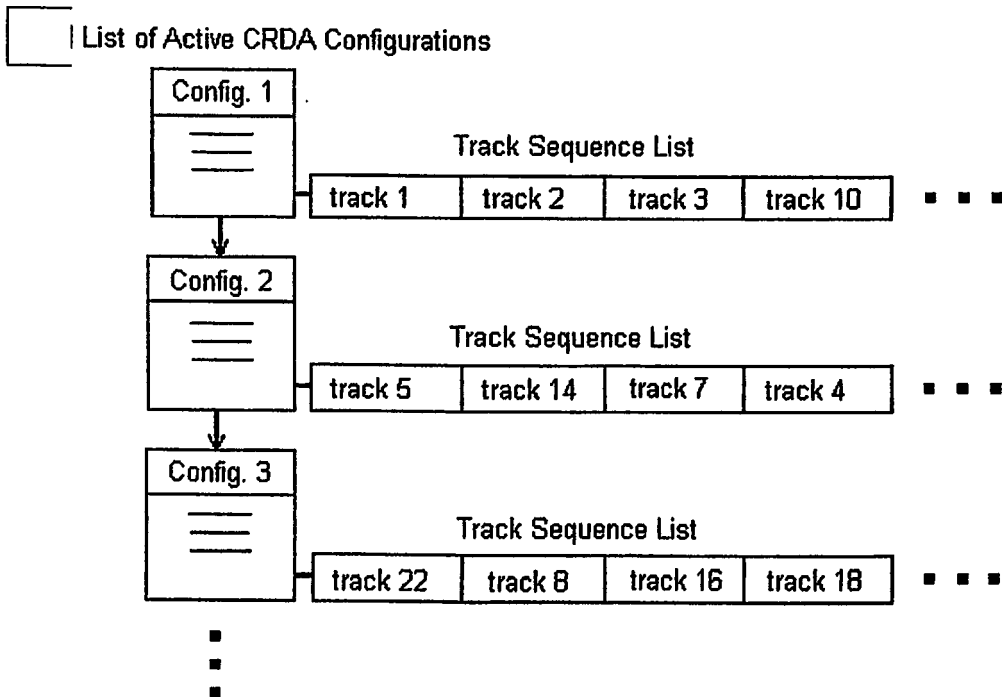 List of Active CRDA Configurations
Config. 1
Track Sequence List
track 1 track 2 track 3 track 10
Config. 2
Track Sequence List
track 5 track 14 track 7 track 4
Config. 3
Track Sequence List
track 22 track 8 track 16 track 18